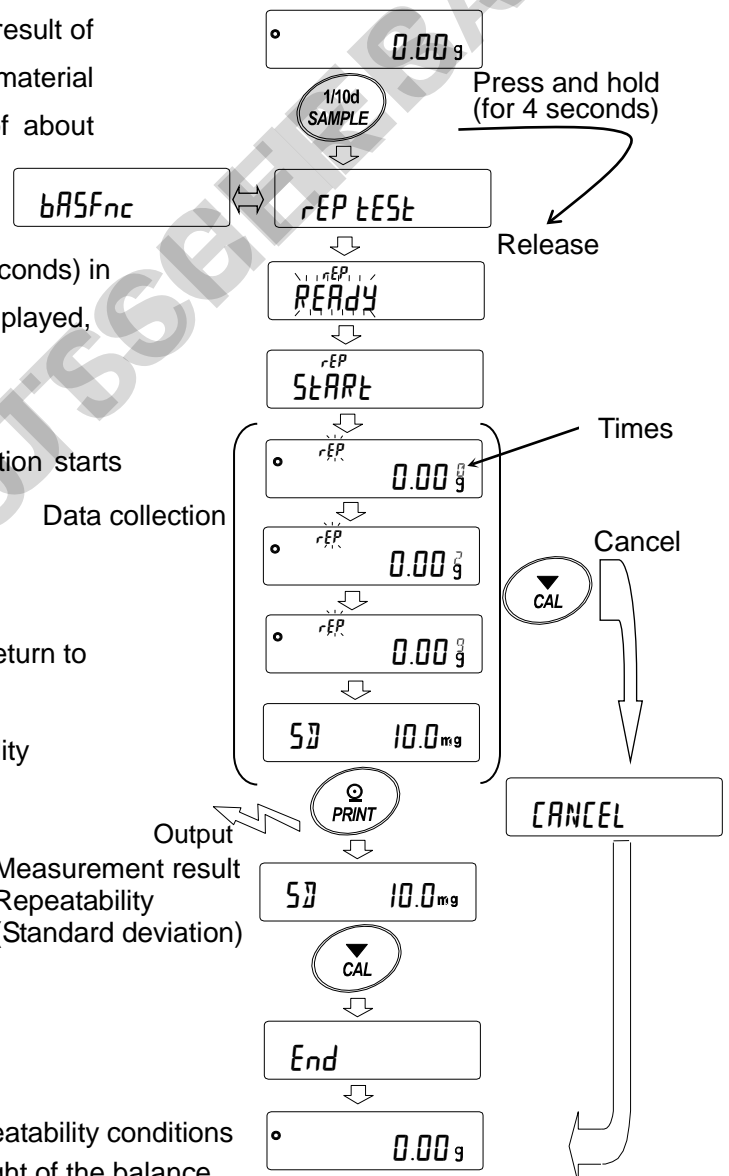 result of
0.00 g
material
1/10d
SAMPLE
Press and hold
(for 4 seconds)
f about
bASFnc
rEP tESt
Release
conds) in
rEP
REAdY
played,
rEP
StARt
Times
tion starts
rEP
0.00 g
Data collection
rEP
0.00 g
Cancel
CAL
rEP
0.00 g
eturn to
SD 10.0 mg
ity
PRINT
CANCEL
Output
Measurement result
Repeatability
(Standard deviation)
SD 10.0 mg
CAL
End
eatability conditions
0.00 g
ght of the balance